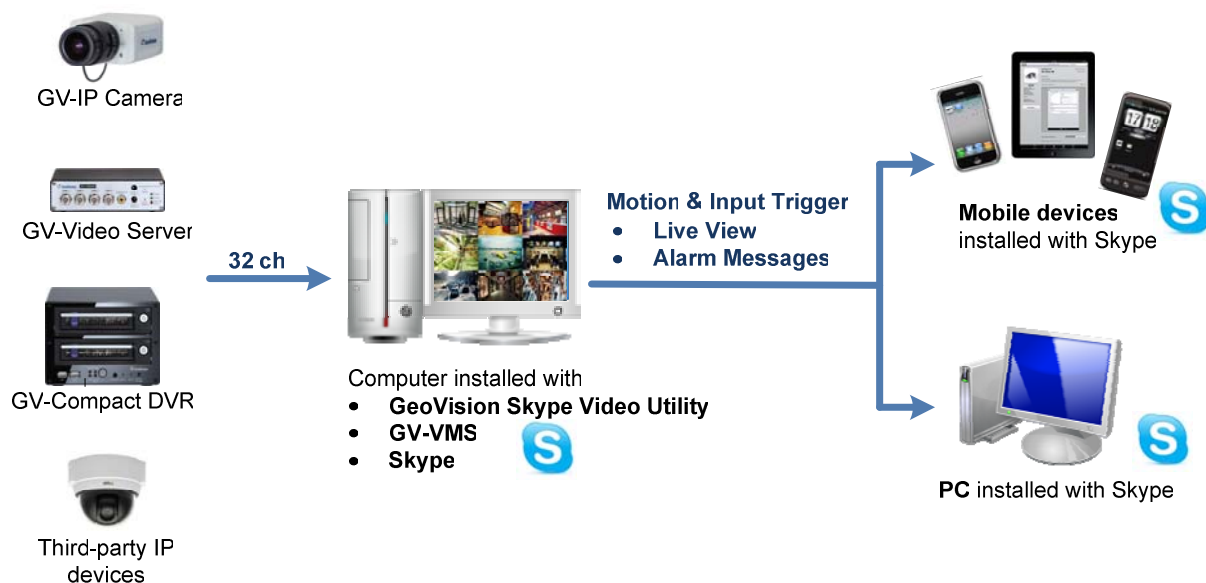 GV-IP Camera
GV-Video Server
GV-Compact DVR
Third-party IP
devices
32 ch
Computer installed with
• GeoVision Skype Video Utility
• GV-VMS
• Skype
S
Motion & Input Trigger
• Live View
• Alarm Messages
17 18
Mobile devices
installed with Skype
S
PC installed with Skype
S